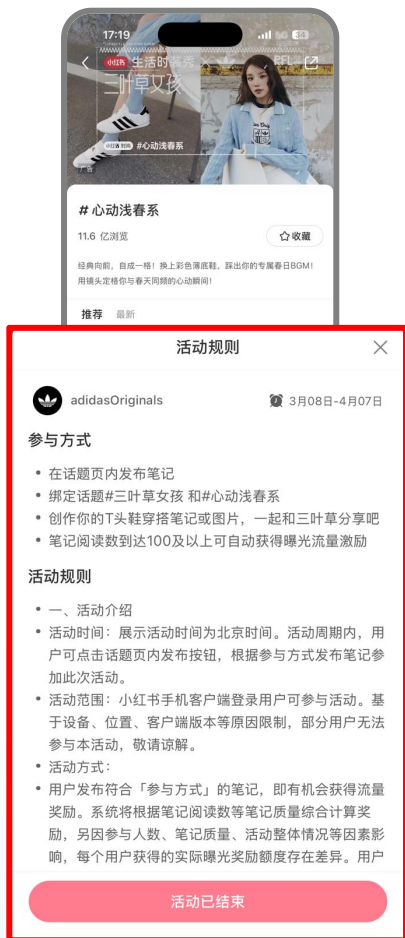 17:19
5G 84
小红书 生活时装秀
三叶草女孩
小红书 时尚 #心动浅春系
广告
# 心动浅春系
11.6 亿浏览
收藏
经典向前，自成一格！换上彩色薄底鞋，踩出你的专属春日BGM！
用镜头定格你与春天同频的心动瞬间！
推荐 最新
活动规则
adidasOriginals
3月08日-4月07日
参与方式
• 在话题页内发布笔记
• 绑定话题#三叶草女孩 和#心动浅春系
• 创作你的T头鞋穿搭笔记或图片，一起和三叶草分享吧
• 笔记阅读数到达100及以上可自动获得曝光流量激励
活动规则
• 一、活动介绍
• 活动时间：展示活动时间为北京时间。活动周期内，用
户可点击话题页内发布按钮，根据参与方式发布笔记参
加此次活动。
• 活动范围：小红书手机客户端登录用户可参与活动。基
于设备、位置、客户端版本等原因限制，部分用户无法
参与本活动，敬请谅解。
• 活动方式：
• 用户发布符合「参与方式」的笔记，即有机会获得流量
奖励。系统将根据笔记阅读数等笔记质量综合计算奖
励，另因参与人数、笔记质量、活动整体情况等因素影
响，每个用户获得的实际曝光奖励额度存在差异。用户
活动已结束